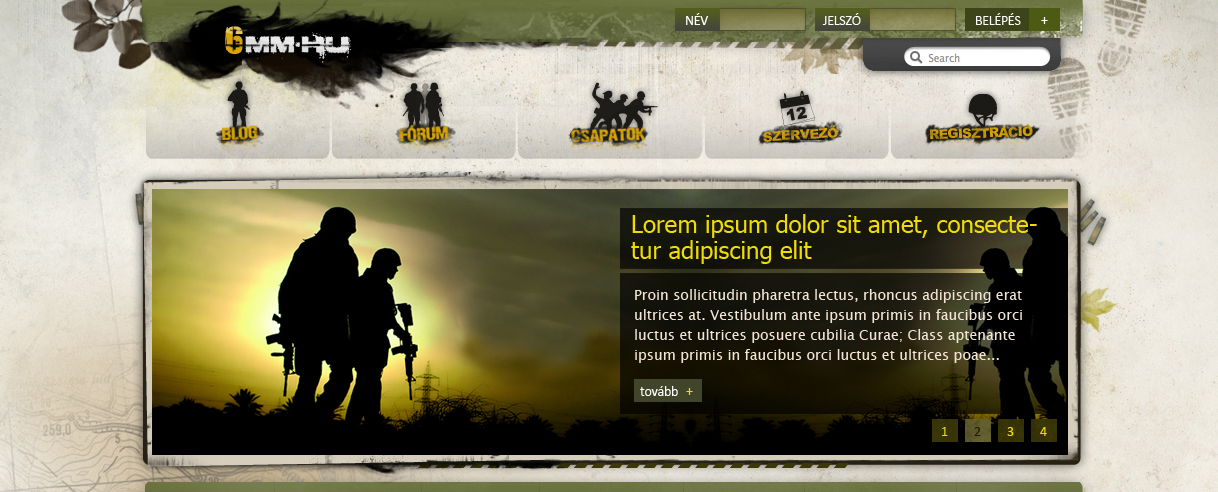 6MM.HU
NÉV
JELSZÓ
BELÉPÉS +
Search
BLOG
FÓRUM
CSAPATOK
12
SZERVEZŐ
REGISZTRÁCIÓ
Lorem ipsum dolor sit amet, consecte-
tur adipiscing elit
Proin sollicitudin pharetra lectus, rhoncus adipiscing erat
ultrices at. Vestibulum ante ipsum primis in faucibus orci
luctus et ultrices posuere cubilia Curae; Class aptenante
ipsum primis in faucibus orci luctus et ultrices poae...
tovább +
1 2 3 4
259,0
5